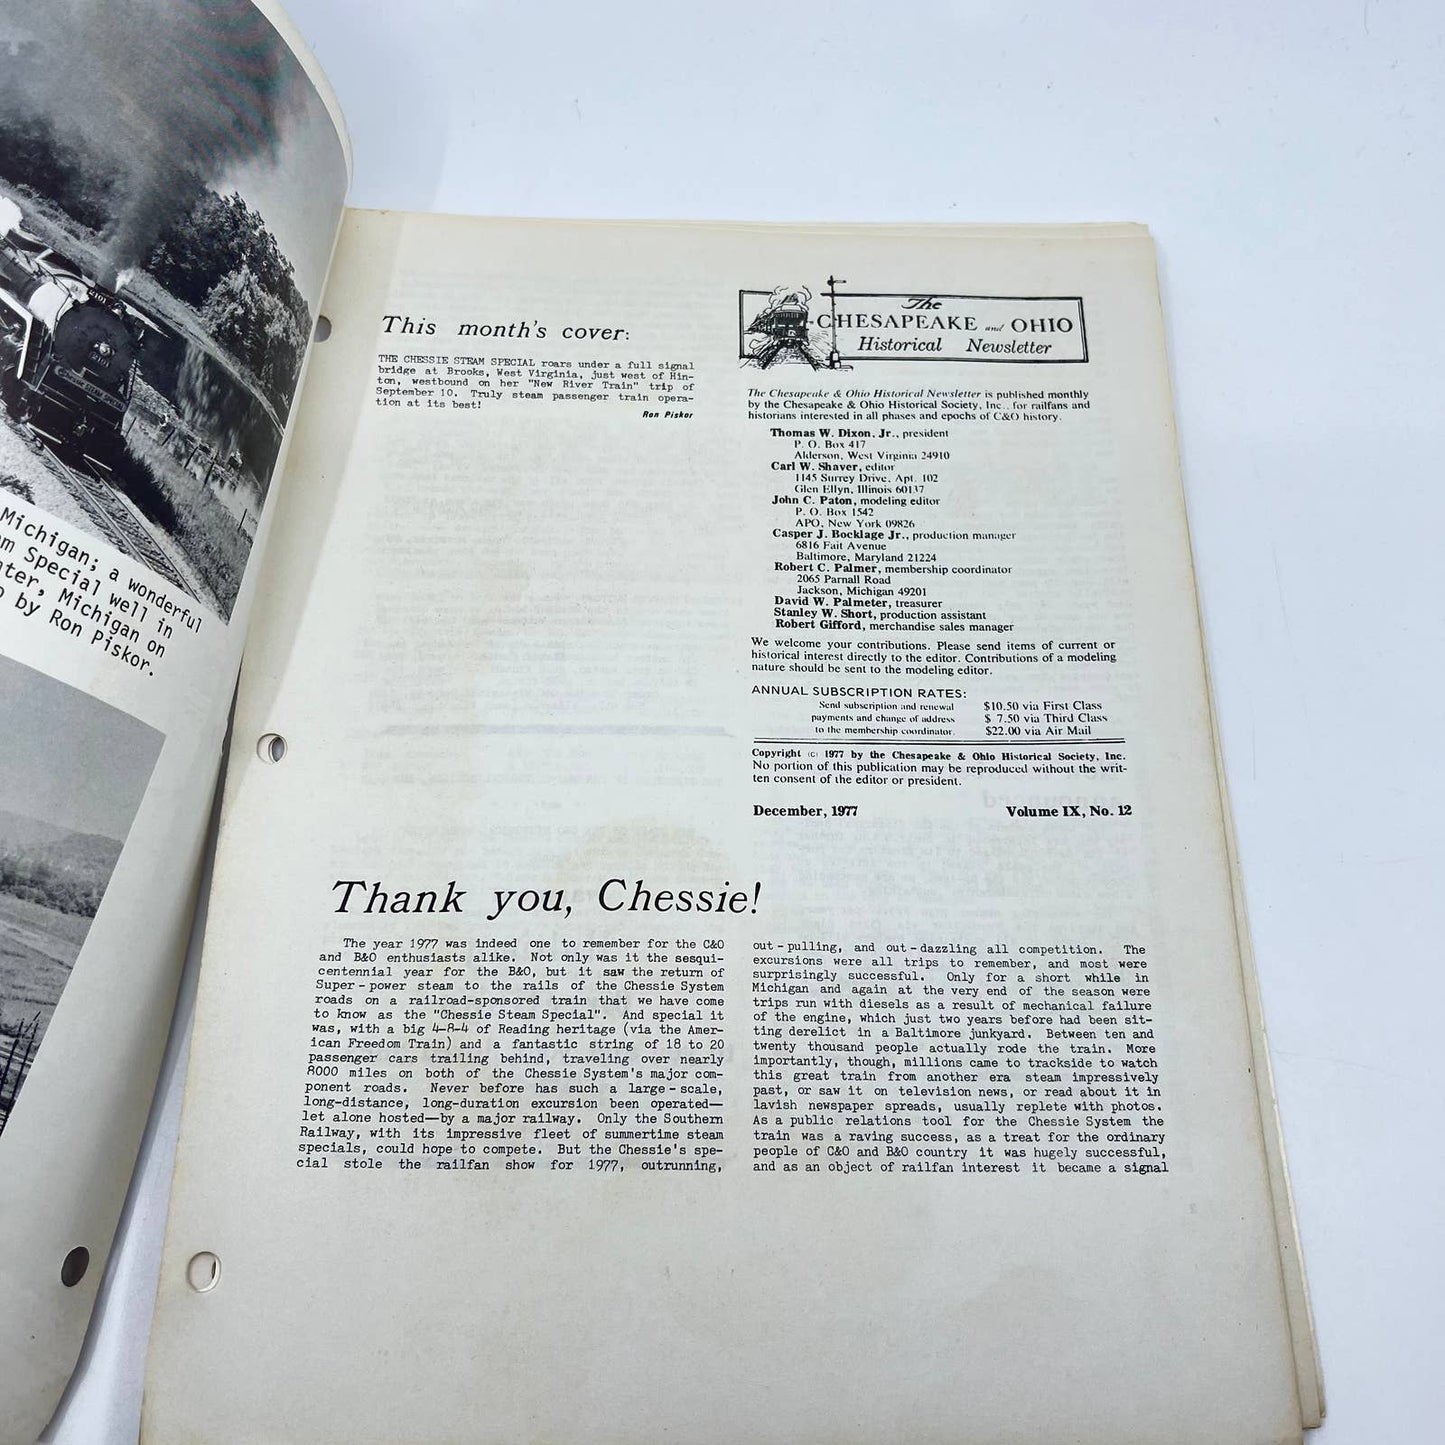 2101
Michigan; a wonderful
Special well in
Michigan on
by Ron Piskor.
This month's cover:
THE CHESSIE STEAM SPECIAL roars under a full signal
bridge at Brooks, West Virginia, just west of Hin-
ton, westbound on her "New River Train" trip of
September 10. Truly steam passenger train opera-
tion at its best!
Ron Piskor
The
CHESAPEAKE and OHIO
Historical Newsletter
The Chesapeake & Ohio Historical Newsletter is published monthly
by the Chesapeake & Ohio Historical Society, Inc., for railfans and
historians interested in all phases and epochs of C&O history.
Thomas W. Dixon, Jr., president
P. O. Box 417
Alderson, West Virginia 24910
Carl W. Shaver, editor
1145 Surrey Drive, Apt. 102
Glen Ellyn, Illinois 60137
John C. Paton, modeling editor
P. O. Box 1542
APO, New York 09826
Casper J. Bocklage Jr., production manager
6816 Fait Avenue
Baltimore, Maryland 21224
Robert C. Palmer, membership coordinator
2065 Parnall Road
Jackson, Michigan 49201
David W. Palmeter, treasurer
Stanley W. Short, production assistant
Robert Gifford, merchandise sales manager
We welcome your contributions. Please send items of current or
historical interest directly to the editor. Contributions of a modeling
nature should be sent to the modeling editor.
ANNUAL SUBSCRIPTION RATES:
Send subscription and renewal $10.50 via First Class
payments and change of address $ 7.50 via Third Class
to the membership coordinator. $22.00 via Air Mail
Copyright (c) 1977 by the Chesapeake & Ohio Historical Society, Inc.
No portion of this publication may be reproduced without the writ-
ten consent of the editor or president.
December, 1977 Volume IX, No. 12
Thank you, Chessie!
The year 1977 was indeed one to remember for the C&O
and B&O enthusiasts alike. Not only was it the sesqui-
centennial year for the B&O, but it saw the return of
Super-power steam to the rails of the Chessie System
roads on a railroad-sponsored train that we have come
to know as the "Chessie Steam Special". And special it
was, with a big 4-8-4 of Reading heritage (via the Amer-
ican Freedom Train) and a fantastic string of 18 to 20
passenger cars trailing behind, traveling over nearly
8000 miles on both of the Chessie System's major com-
ponent roads. Never before has such a large-scale,
long-distance, long-duration excursion been operated—
let alone hosted—by a major railway. Only the Southern
Railway, with its impressive fleet of summertime steam
specials, could hope to compete. But the Chessie's spe-
cial stole the railfan show for 1977, outrunning,
out-pulling, and out-dazzling all competition. The
excursions were all trips to remember, and most were
surprisingly successful. Only for a short while in
Michigan and again at the very end of the season were
trips run with diesels as a result of mechanical failure
of the engine, which just two years before had been sit-
ting derelict in a Baltimore junkyard. Between ten and
twenty thousand people actually rode the train. More
importantly, though, millions came to trackside to watch
this great train from another era steam impressively
past, or saw it on television news, or read about it in
lavish newspaper spreads, usually replete with photos.
As a public relations tool for the Chessie System the
train was a raving success, as a treat for the ordinary
people of C&O and B&O country it was hugely successful,
and as an object of railfan interest it became a signal